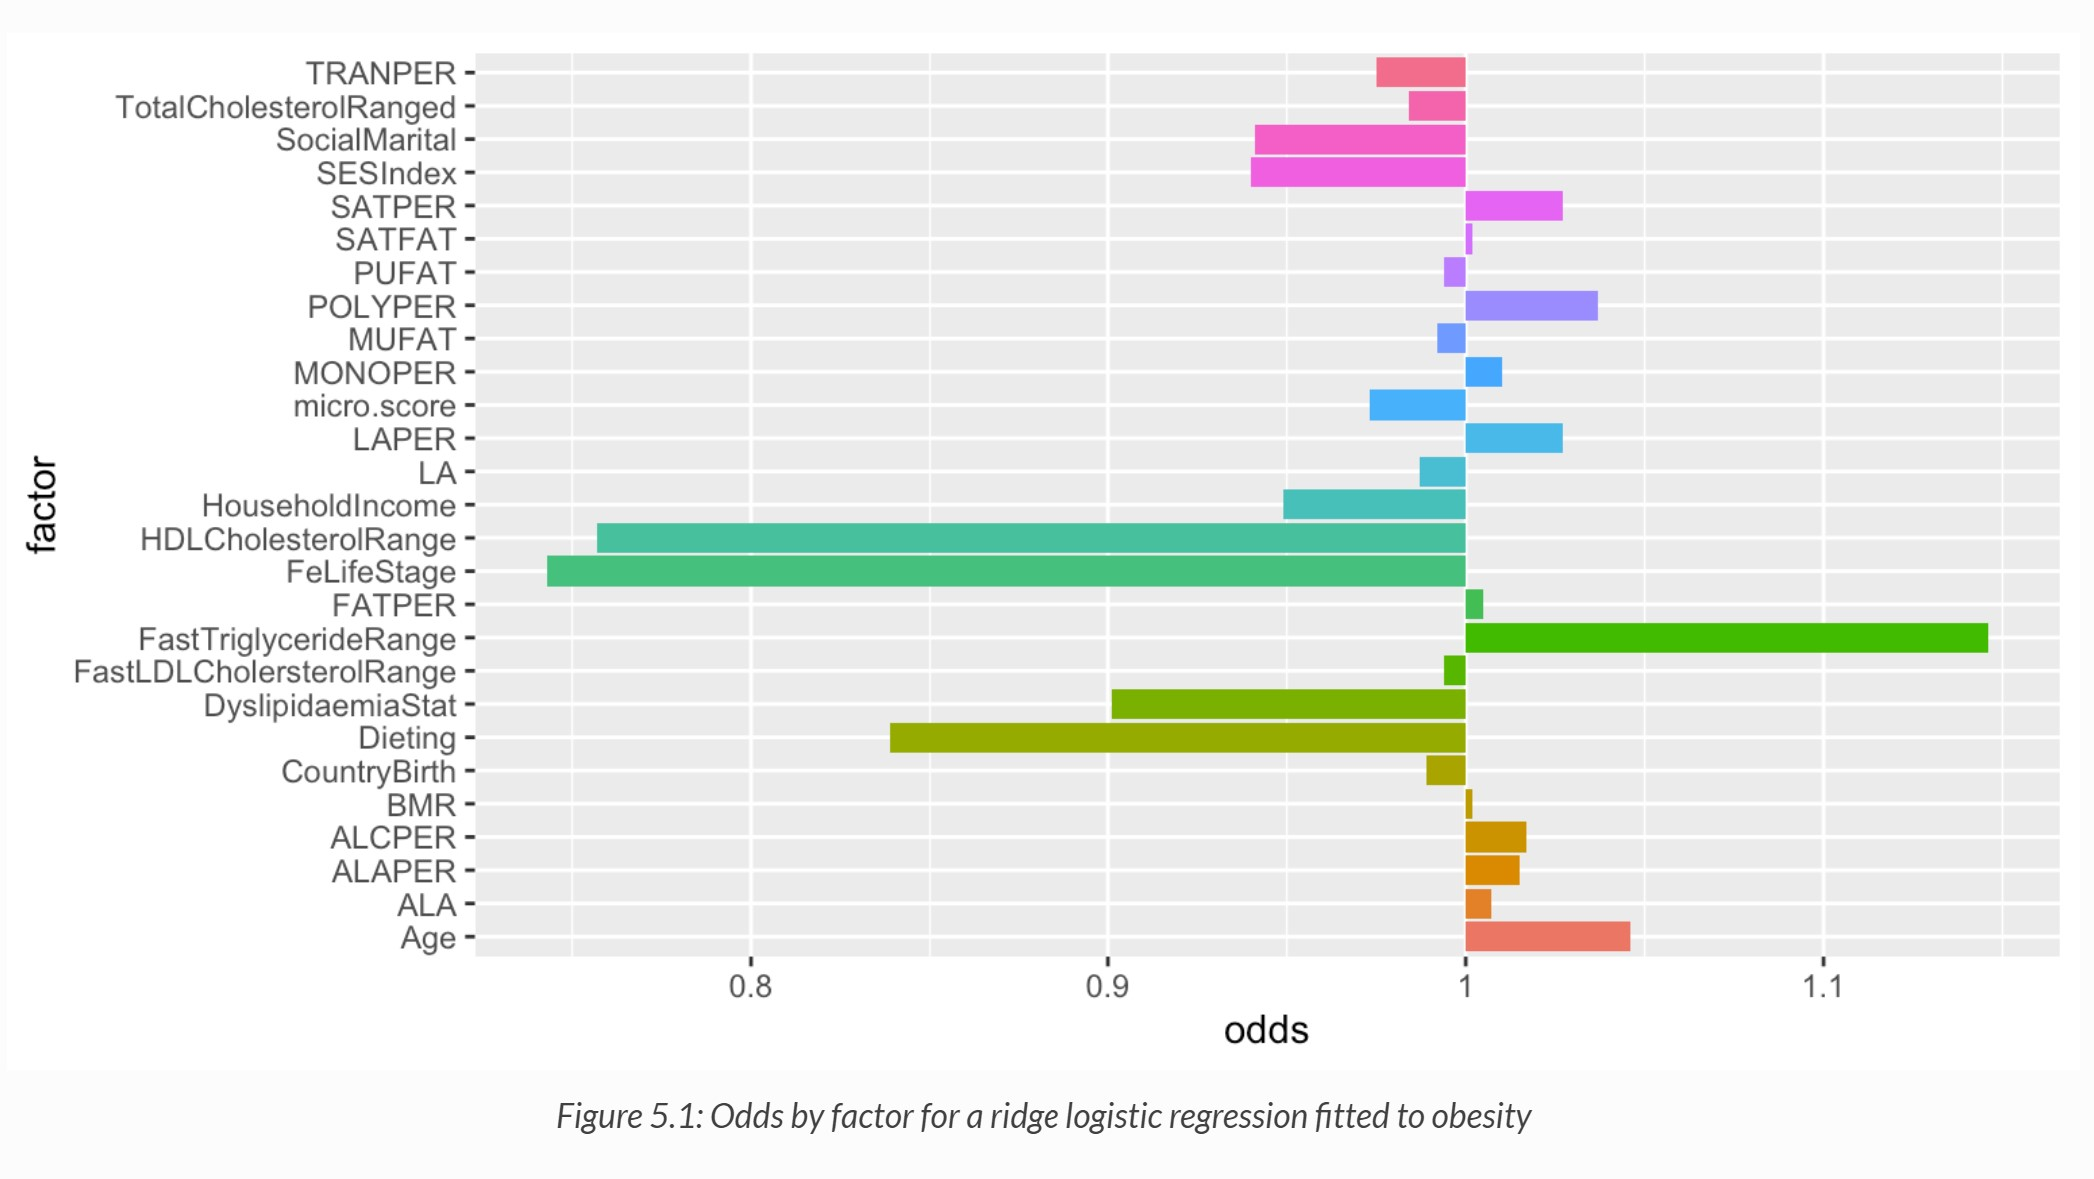 TRANPER
TotalCholesterolRanged
SocialMarital
SESIndex
SATPER
SATFAT
PUFAT
POLYPER
MUFAT
MONOPER
micro.score
LAPER
LA
HouseholdIncome
HDLCholesterolRange
FeLifeStage
FATPER
FastTriglycerideRange
FastLDLCholersterolRange
DyslipidaemiaStat
Dieting
CountryBirth
BMR
ALCPER
ALAPER
ALA
Age
factor
0.8 0.9 1 1.1
odds
Figure 5.1: Odds by factor for a ridge logistic regression fitted to obesity